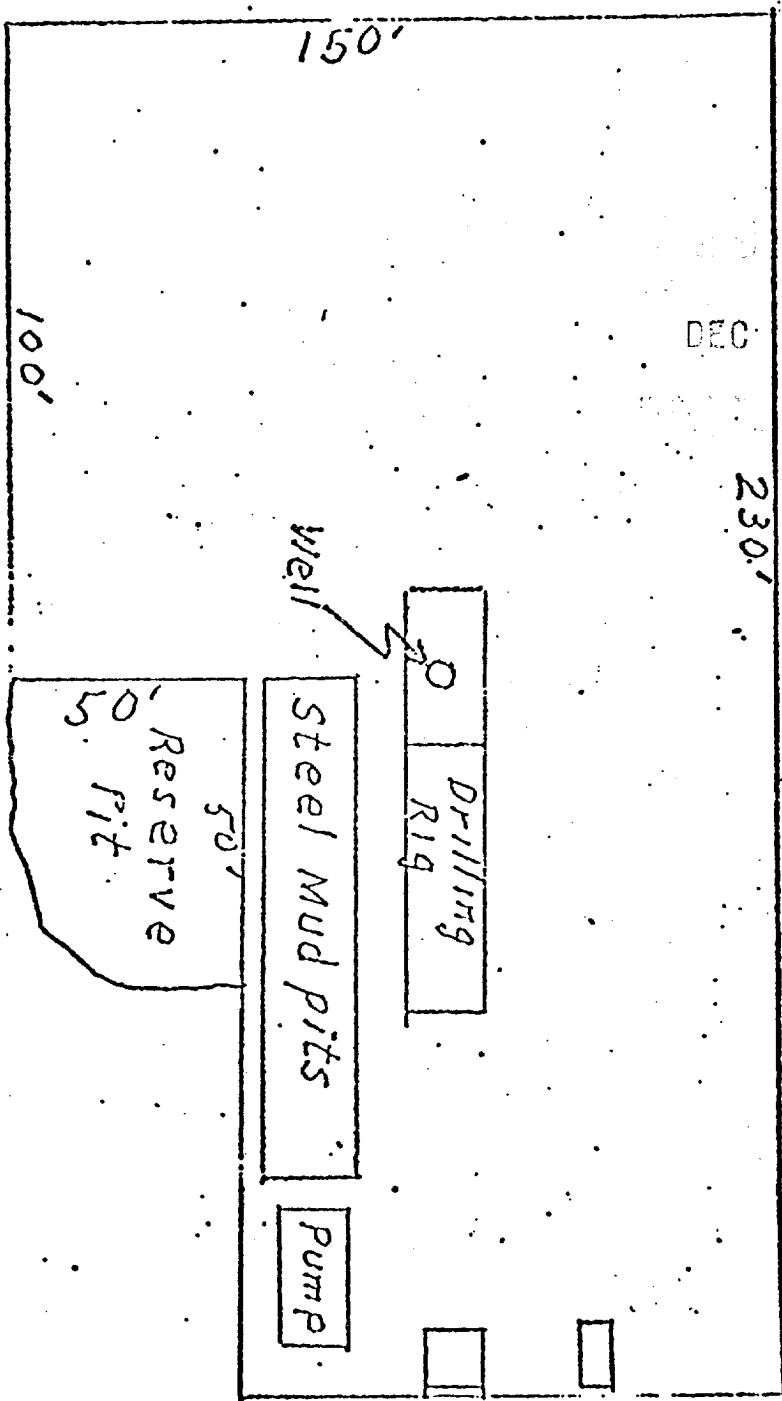 150'
DEC
230'
100'
Well
Drilling
Rig
Steel Mud pits
50'
50'
Reserve
Pit
Pump